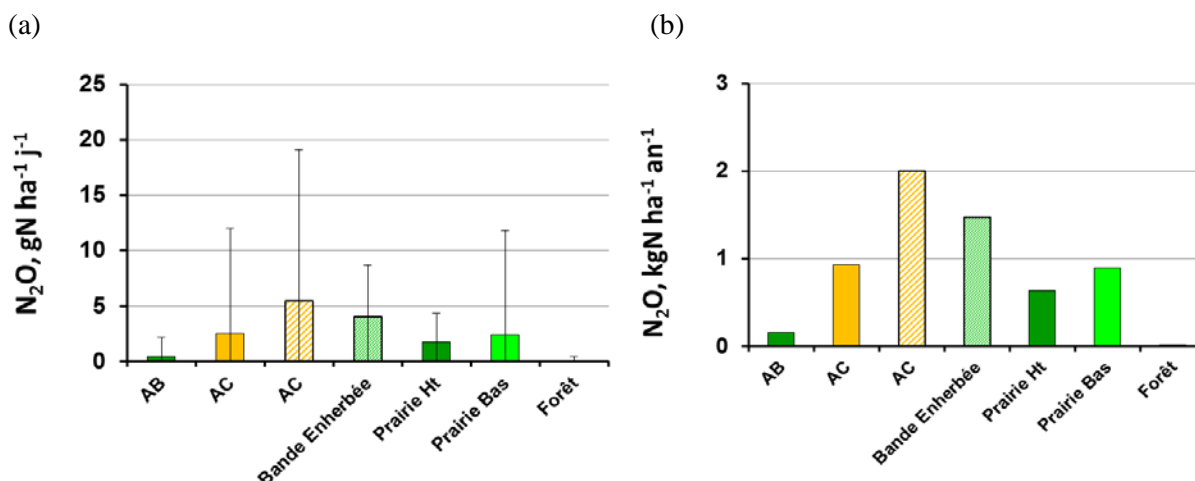 (a)
N₂O, gN ha⁻¹ j⁻¹
25
20
15
10
5
0
AB
AC
AC
Bande Enherbée
Prairie Ht
Prairie Bas
Forêt
(b)
N₂O, kgN ha⁻¹ an⁻¹
3
2
1
0
AB
AC
AC
Bande Enherbée
Prairie Ht
Prairie Bas
Forêt